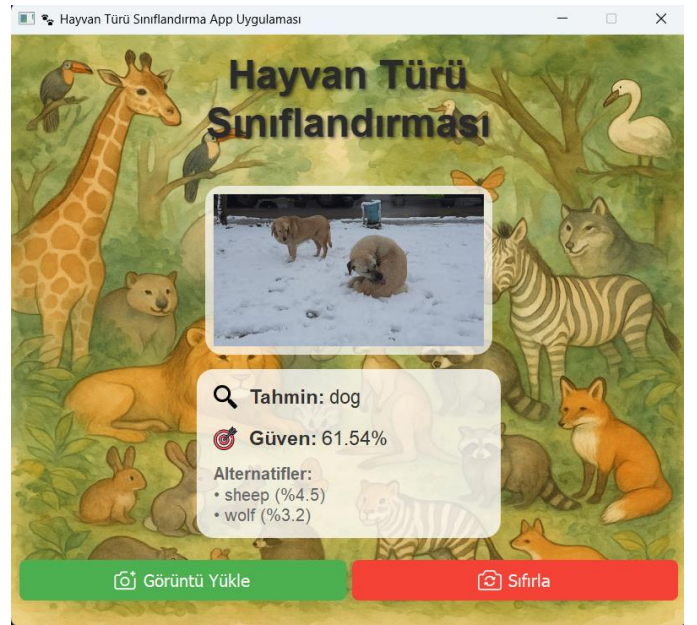 Hayvan Türü Sınıflandırma App Uygulaması
Hayvan Türü
Sınıflandırması
Tahmin: dog
Güven: 61.54%
Alternatifler:
• sheep (%4.5)
• wolf (%3.2)
Görüntü Yükle
Sıfırla